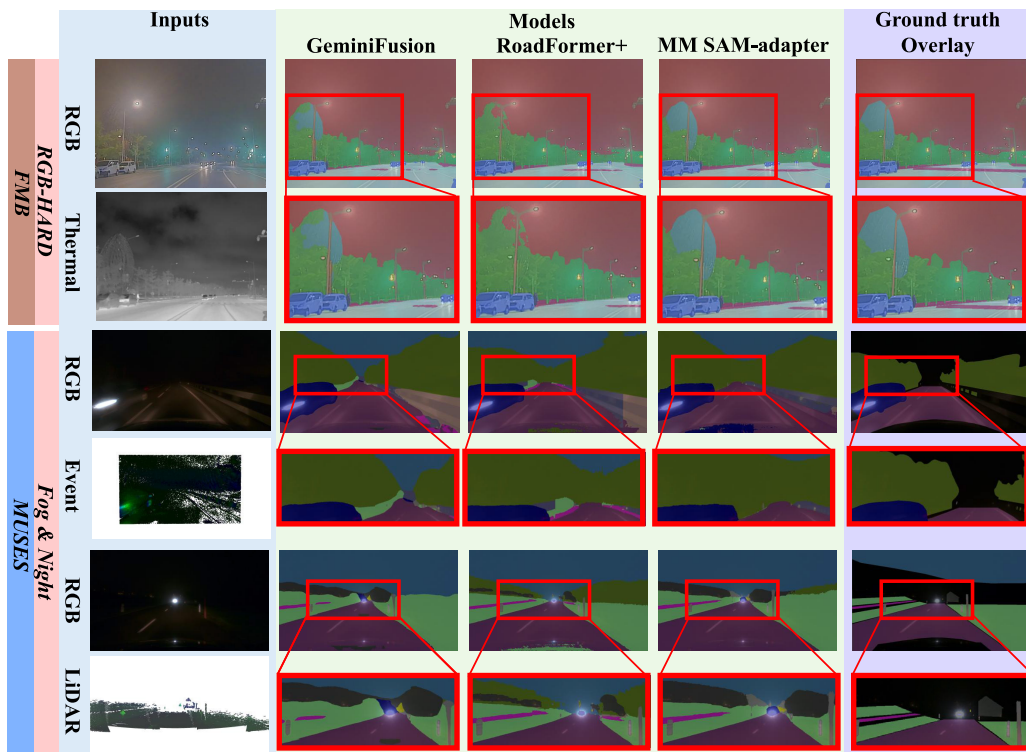 Inputs
Models
Ground truth
Overlay
GeminiFusion
RoadFormer+
MM SAM-adapter
FMB
RGB-HARD
RGB
Thermal
MUSES
Fog & Night
RGB
Event
RGB
LiDAR